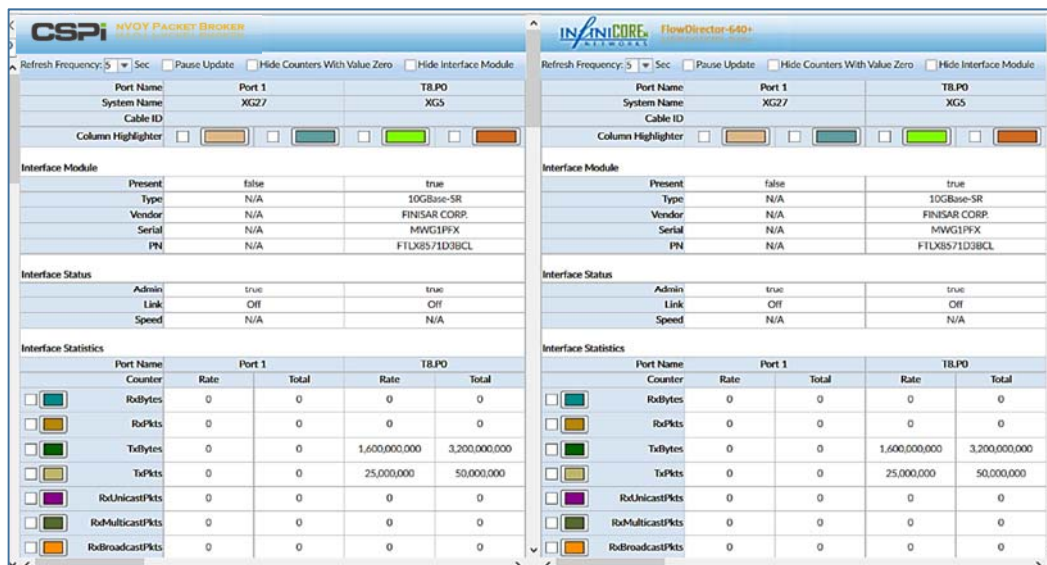 CSPi nVOY PACKET BROKER
Refresh Frequency: 5 Sec Pause Update Hide Counters With Value Zero Hide Interface Module
Port Name Port 1 T8.P0
System Name XG27 XG5
Cable ID
Column Highlighter
Interface Module
Present false true
Type N/A 10GBase-SR
Vendor N/A FINISAR CORP.
Serial N/A MWG1PFX
PN N/A FTLX8571D3BCL
Interface Status
Admin true true
Link Off Off
Speed N/A N/A
Interface Statistics
Port Name Port 1 T8.P0
Counter Rate Total Rate Total
RxBytes 0 0 0 0
RxPkts 0 0 0 0
TxBytes 0 0 1,600,000,000 3,200,000,000
TxPkts 0 0 25,000,000 50,000,000
RxUnicastPkts 0 0 0 0
RxMulticastPkts 0 0 0 0
RxBroadcastPkts 0 0 0 0
INFINICORE NETWORKS FlowDirector-640+
Refresh Frequency: 5 Sec Pause Update Hide Counters With Value Zero Hide Interface Module
Port Name Port 1 T8.P0
System Name XG27 XG5
Cable ID
Column Highlighter
Interface Module
Present false true
Type N/A 10GBase-SR
Vendor N/A FINISAR CORP.
Serial N/A MWG1PFX
PN N/A FTLX8571D3BCL
Interface Status
Admin true true
Link Off Off
Speed N/A N/A
Interface Statistics
Port Name Port 1 T8.P0
Counter Rate Total Rate Total
RxBytes 0 0 0 0
RxPkts 0 0 0 0
TxBytes 0 0 1,600,000,000 3,200,000,000
TxPkts 0 0 25,000,000 50,000,000
RxUnicastPkts 0 0 0 0
RxMulticastPkts 0 0 0 0
RxBroadcastPkts 0 0 0 0